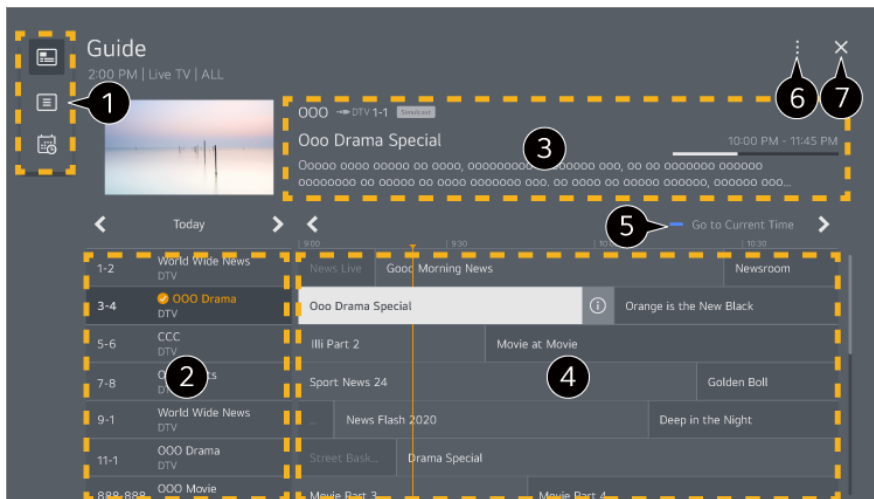 Guide
2:00 PM | Live TV | ALL
1
6
7
OOO DTV 1-1 Simulcast
Ooo Drama Special
3
10:00 PM - 11:45 PM
Ooooo oooo ooooo oo oooo, ooo, oo oo ooooooo oooooo
oooooooo oo ooooo oo oooo ooooooo ooo. oo oooo oo ooooo oooooo, oooooo ooo...
Today
5
Go to Current Time
9:00
9:30
10:30
1-2
World Wide News
DTV
News Live
Good Morning News
Newsroom
3-4
OOO Drama
DTV
Ooo Drama Special
Orange is the New Black
5-6
CCC
DTV
Illi Part 2
Movie at Movie
7-8
2
DTV
Sport News 24
4
Golden Boll
9-1
World Wide News
DTV
...
News Flash 2020
Deep in the Night
11-1
OOO Drama
DTV
Street Bask...
Drama Special
888-888
OOO Movie
Movie Part 3
Movie Part 4